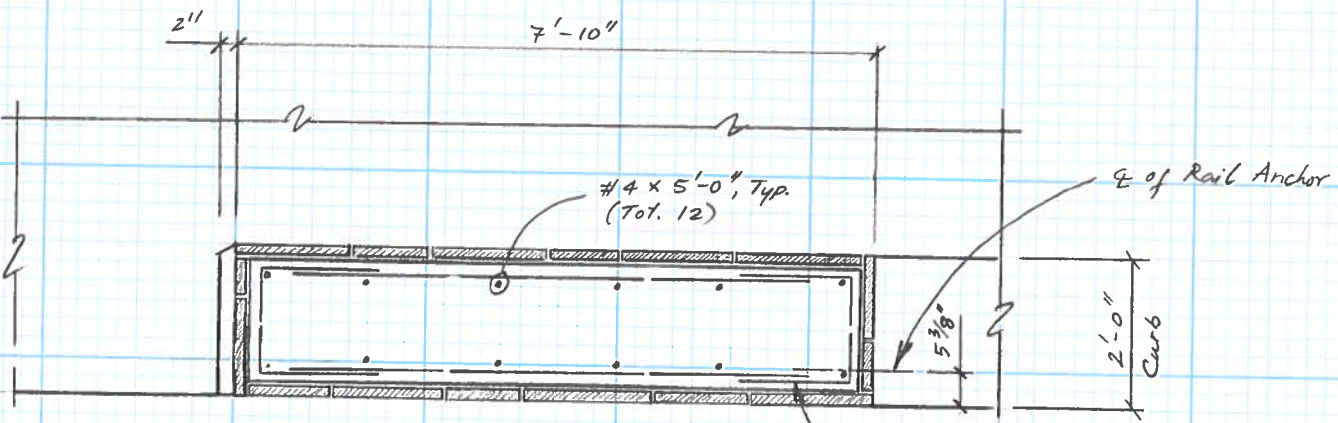 2"
7'-10"
#4 x 5'-0", Typ.
(Tot. 12)
℄ of Rail Anchor
5 3/8"
2'-0"
Curb